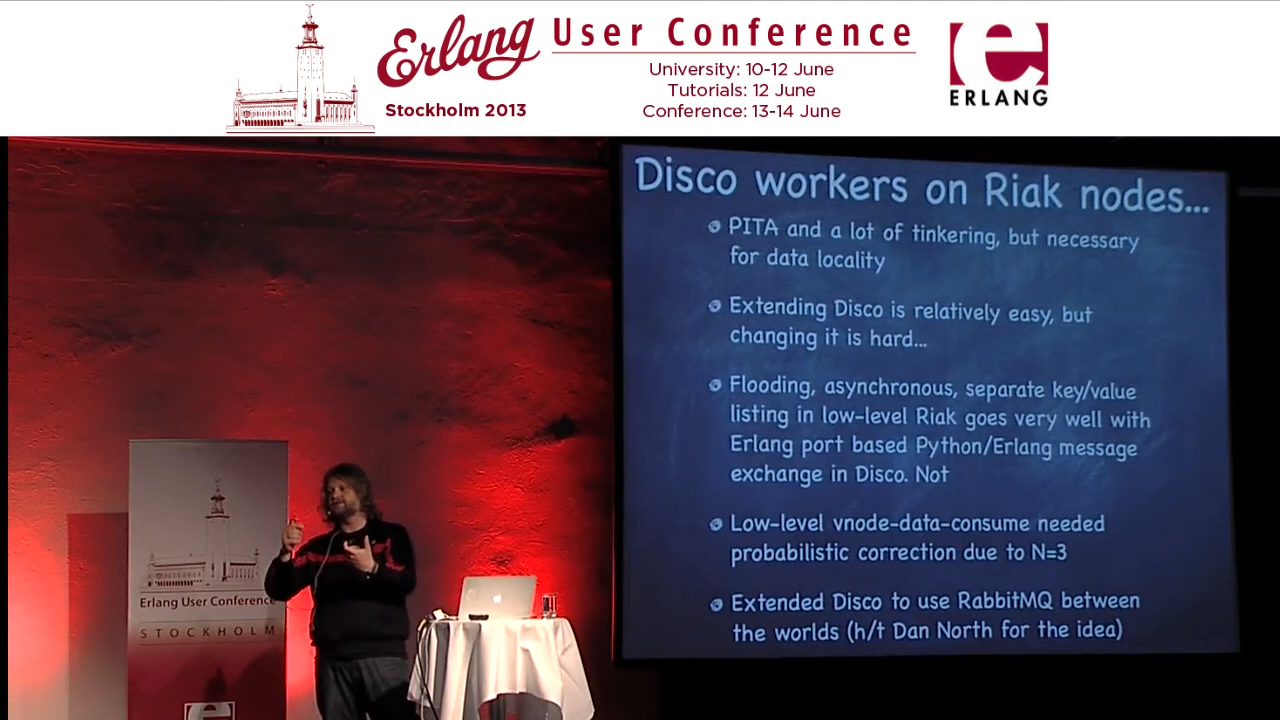 Erlang User Conference
Stockholm 2013
University: 10-12 June
Tutorials: 12 June
Conference: 13-14 June
e
ERLANG
Disco workers on Riak nodes...
PITA and a lot of tinkering, but necessary
for data locality
Extending Disco is relatively easy, but
changing it is hard...
Flooding, asynchronous, separate key/value
listing in low-level Riak goes very well with
Erlang port based Python/Erlang message
exchange in Disco. Not
Low-level vnode-data-consume needed
probabilistic correction due to N=3
Extended Disco to use RabbitMQ between
the worlds (h/t Dan North for the idea)
Erlang User Conference
STOCKHOLM
e